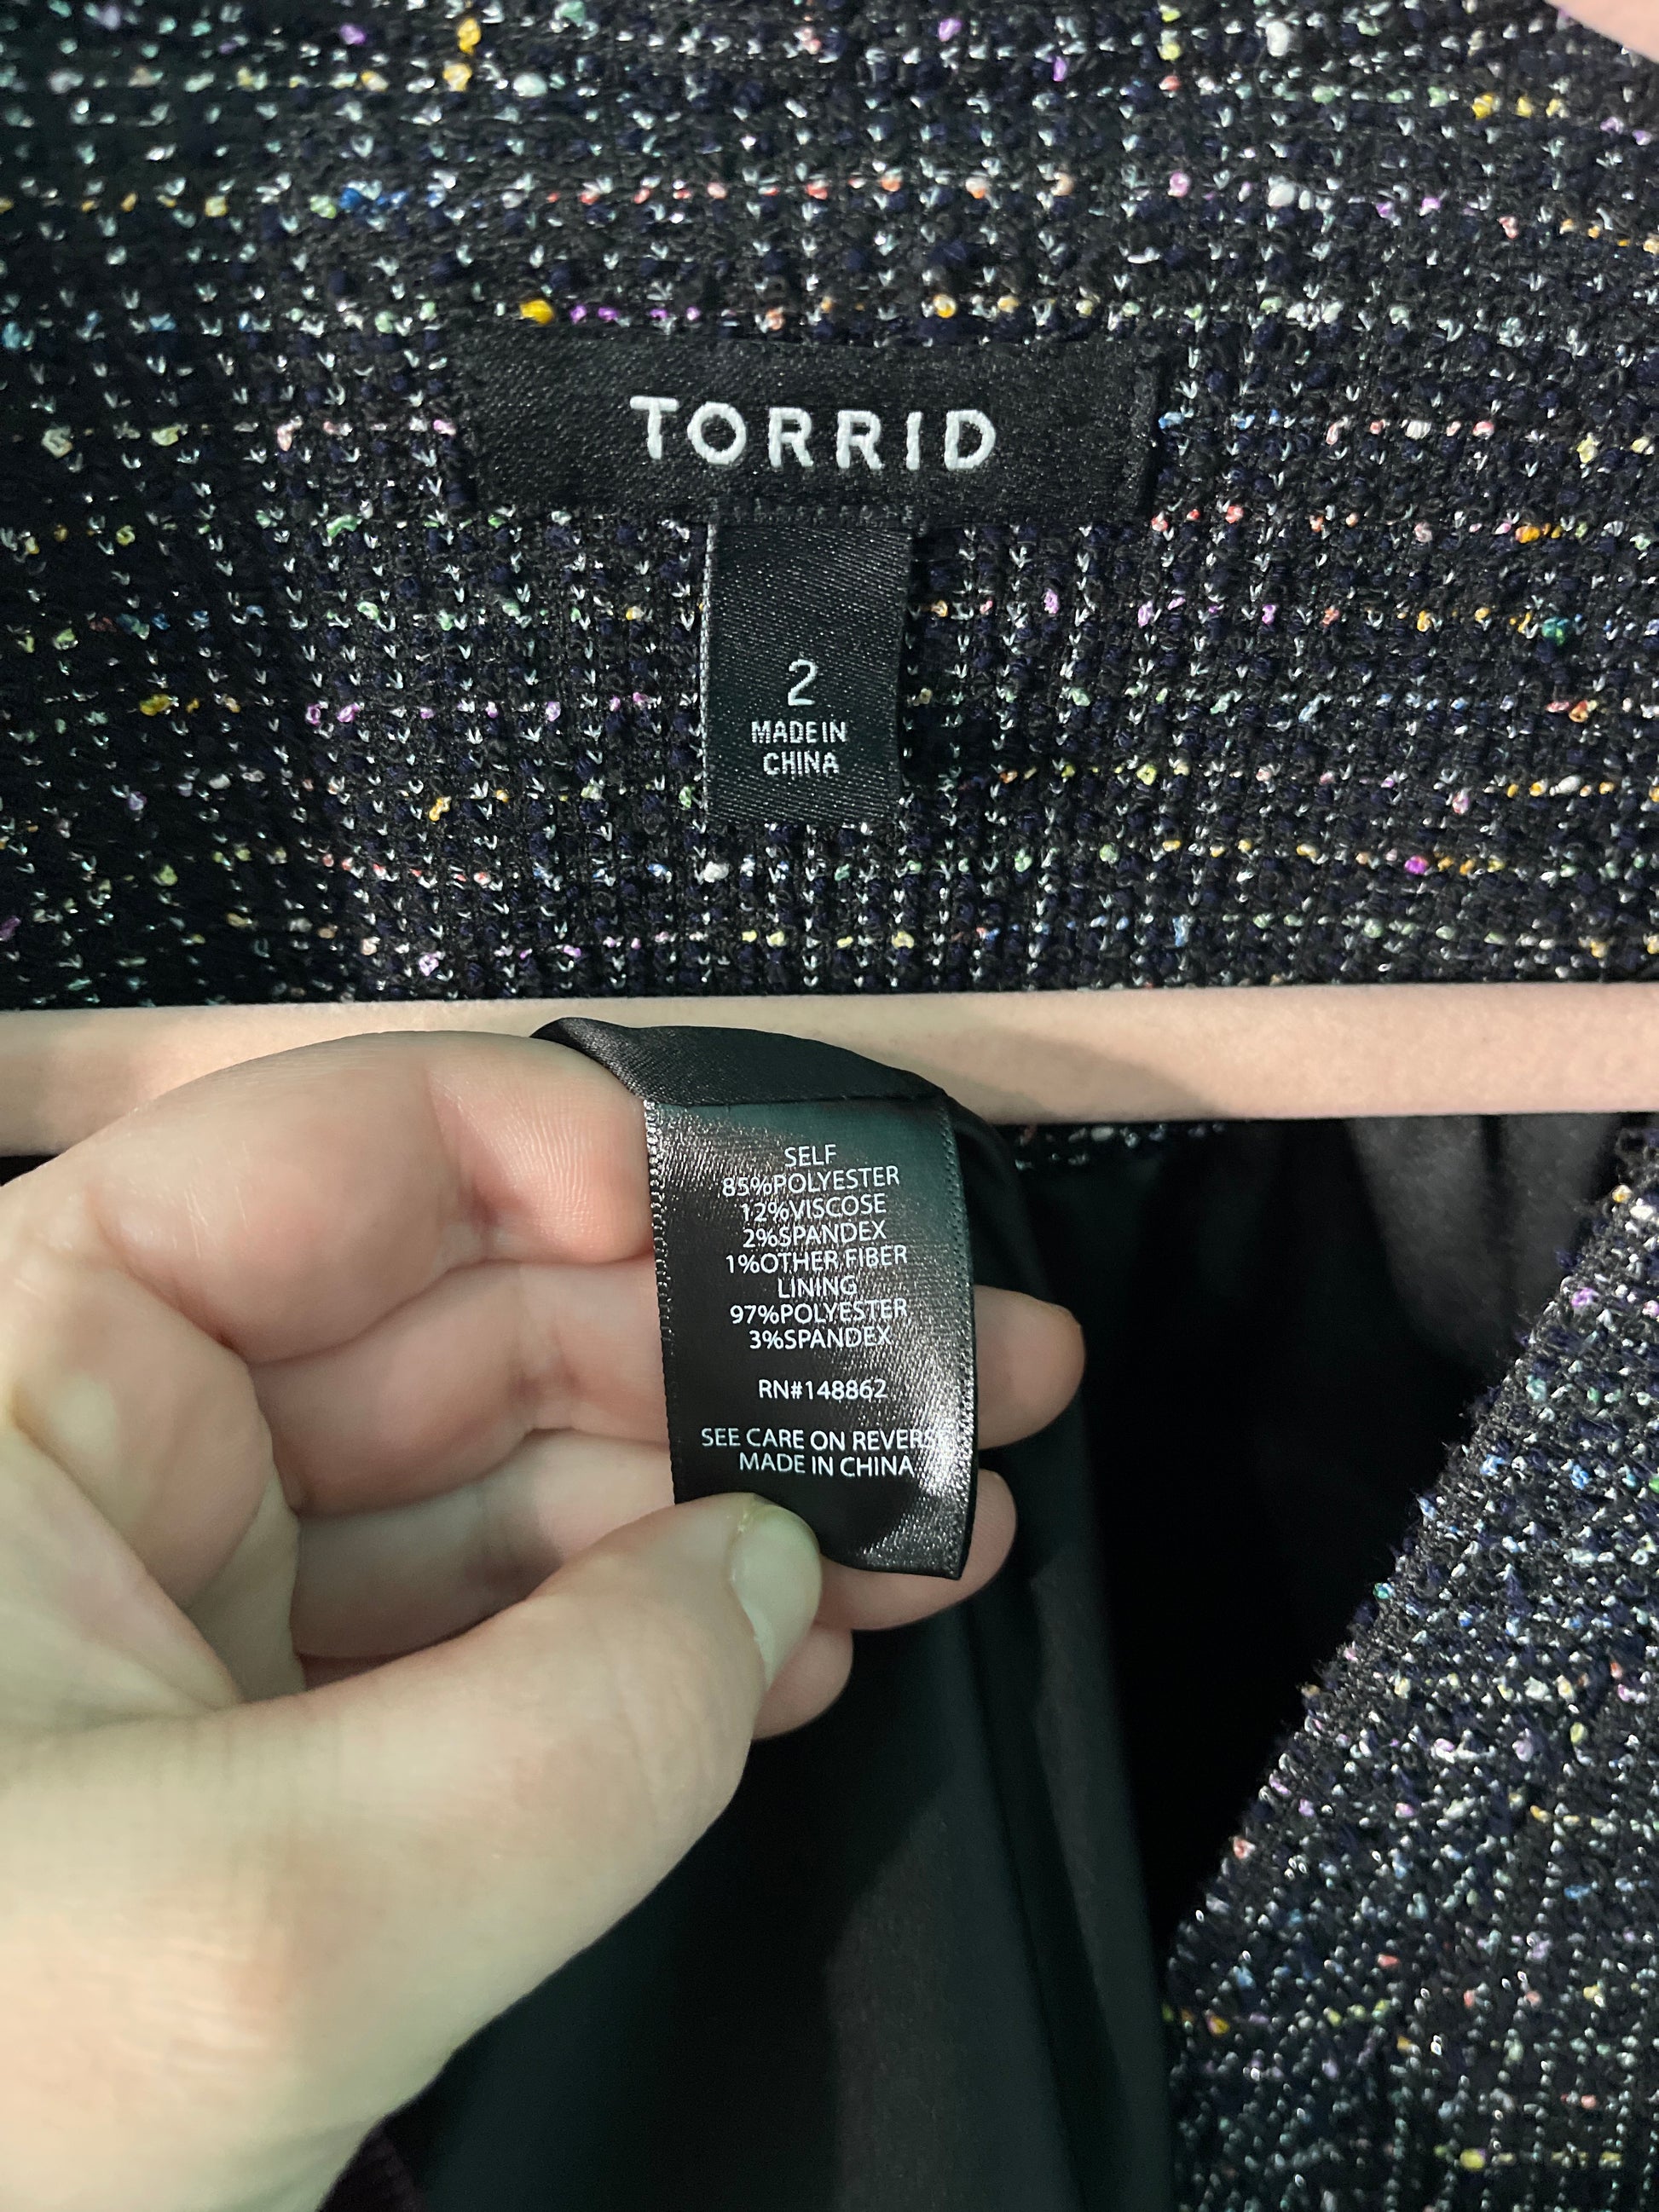 TORRID
2
MADE IN
CHINA
SELF
85%POLYESTER
12%VISCOSE
2%SPANDEX
1%OTHER FIBER
LINING
97%POLYESTER
3%SPANDEX
RN#148862
SEE CARE ON REVERSE
MADE IN CHINA